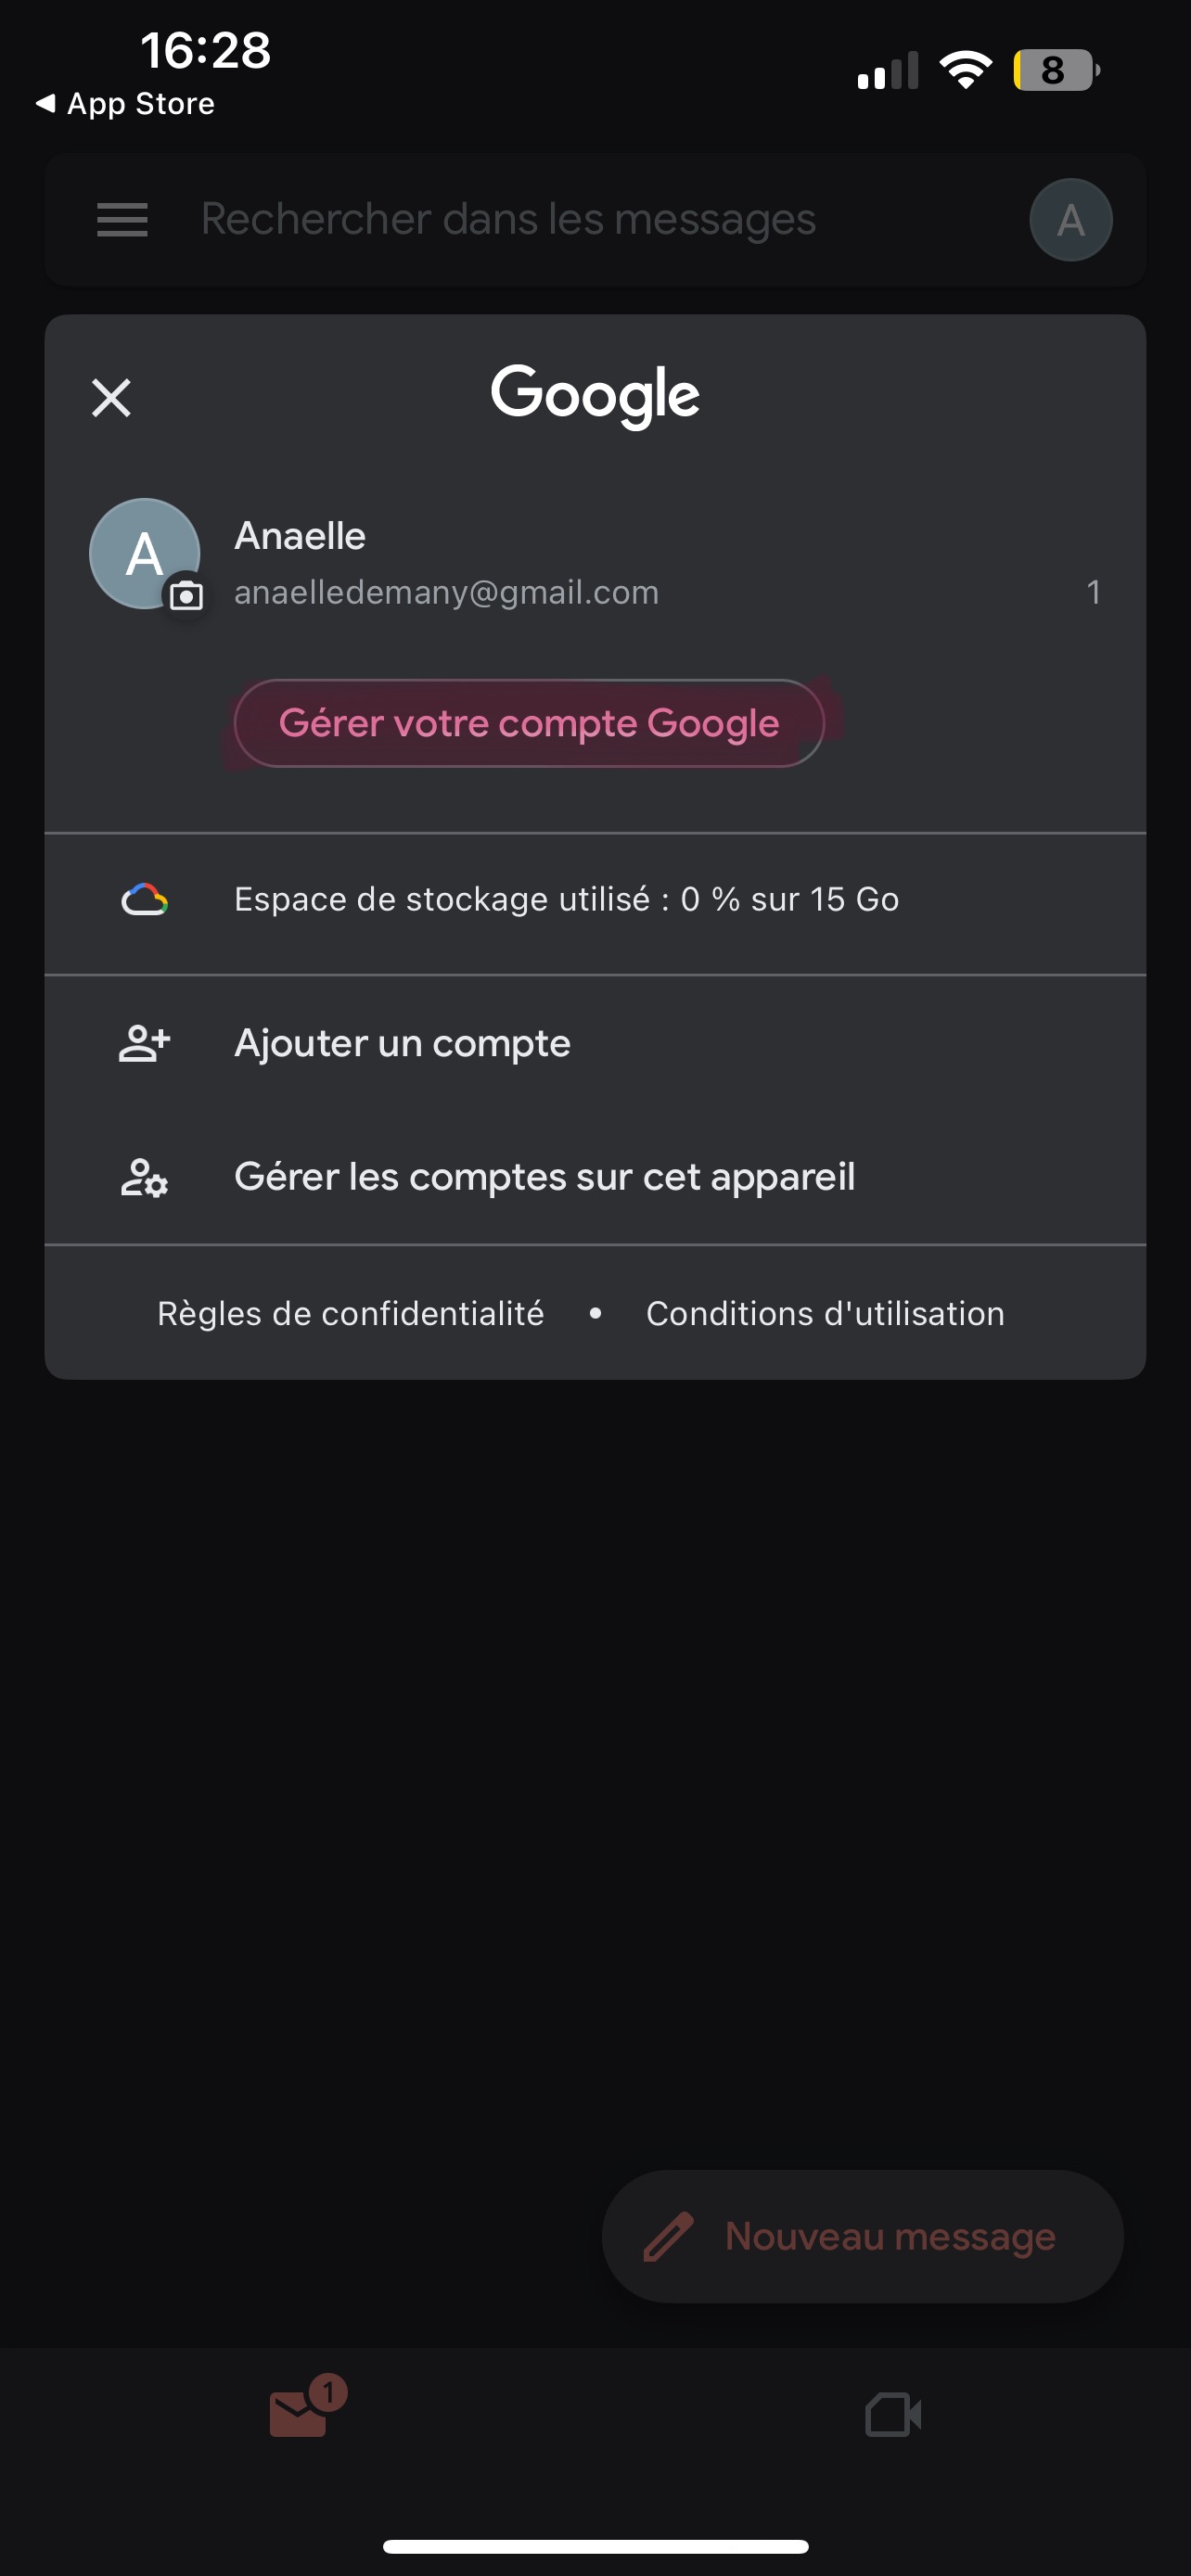 16:28
8
◀ App Store
Rechercher dans les messages
A
Google
A
Anaelle
anaelledemany@gmail.com
1
Gérer votre compte Google
Espace de stockage utilisé : 0 % sur 15 Go
Ajouter un compte
Gérer les comptes sur cet appareil
Règles de confidentialité • Conditions d'utilisation
Nouveau message
1